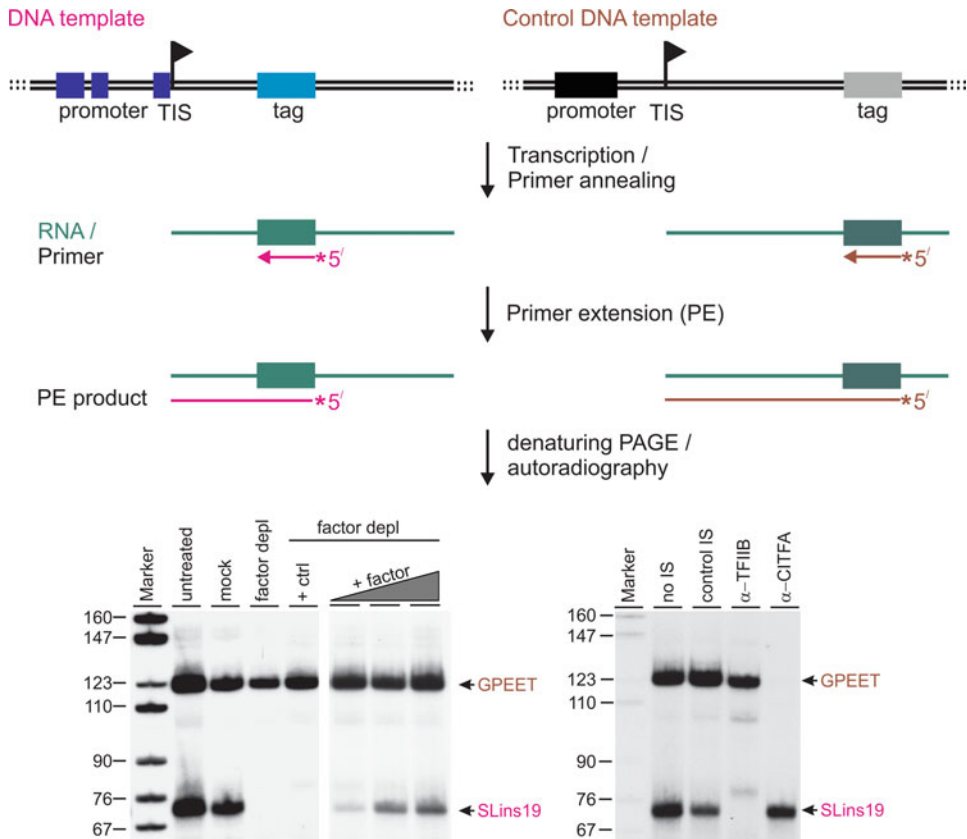 DNA template
Control DNA template
promoter TIS tag
promoter TIS tag
Transcription /
Primer annealing
RNA /
Primer
*5/
*5/
Primer extension (PE)
PE product
*5/
*5/
denaturing PAGE /
autoradiography
factor depl
Marker
untreated
mock
factor depl
+ ctrl
+ factor
160
147
123
110
90
76
67
GPEET
SLins19
Marker
no IS
control IS
α–TFIIB
α–CITFA
160
147
123
110
90
76
67
GPEET
SLins19